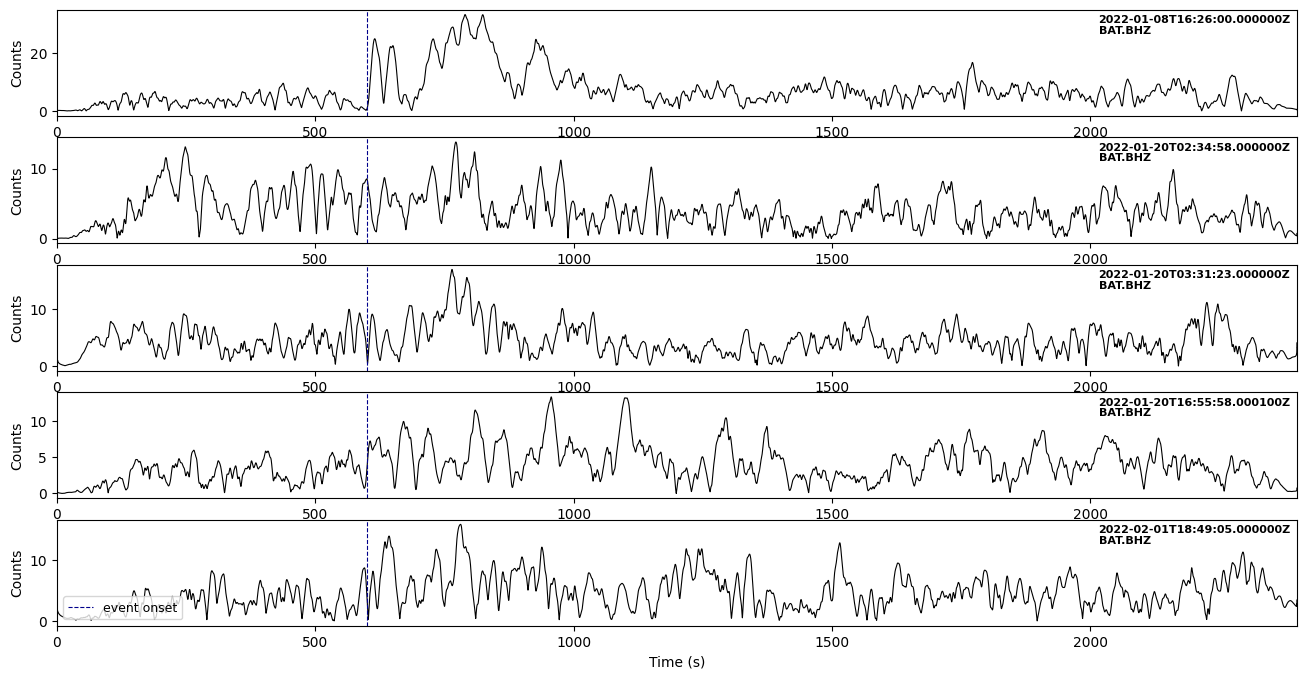 2022-01-08T16:26:00.000000Z
BAT.BHZ
Counts
20
0
0 500 1000 1500 2000
2022-01-20T02:34:58.000000Z
BAT.BHZ
Counts
10
0
0 500 1000 1500 2000
2022-01-20T03:31:23.000000Z
BAT.BHZ
Counts
10
0
0 500 1000 1500 2000
2022-01-20T16:55:58.000100Z
BAT.BHZ
Counts
10
5
0
0 500 1000 1500 2000
2022-02-01T18:49:05.000000Z
BAT.BHZ
Counts
10
0
event onset
0 500 1000 1500 2000
Time (s)